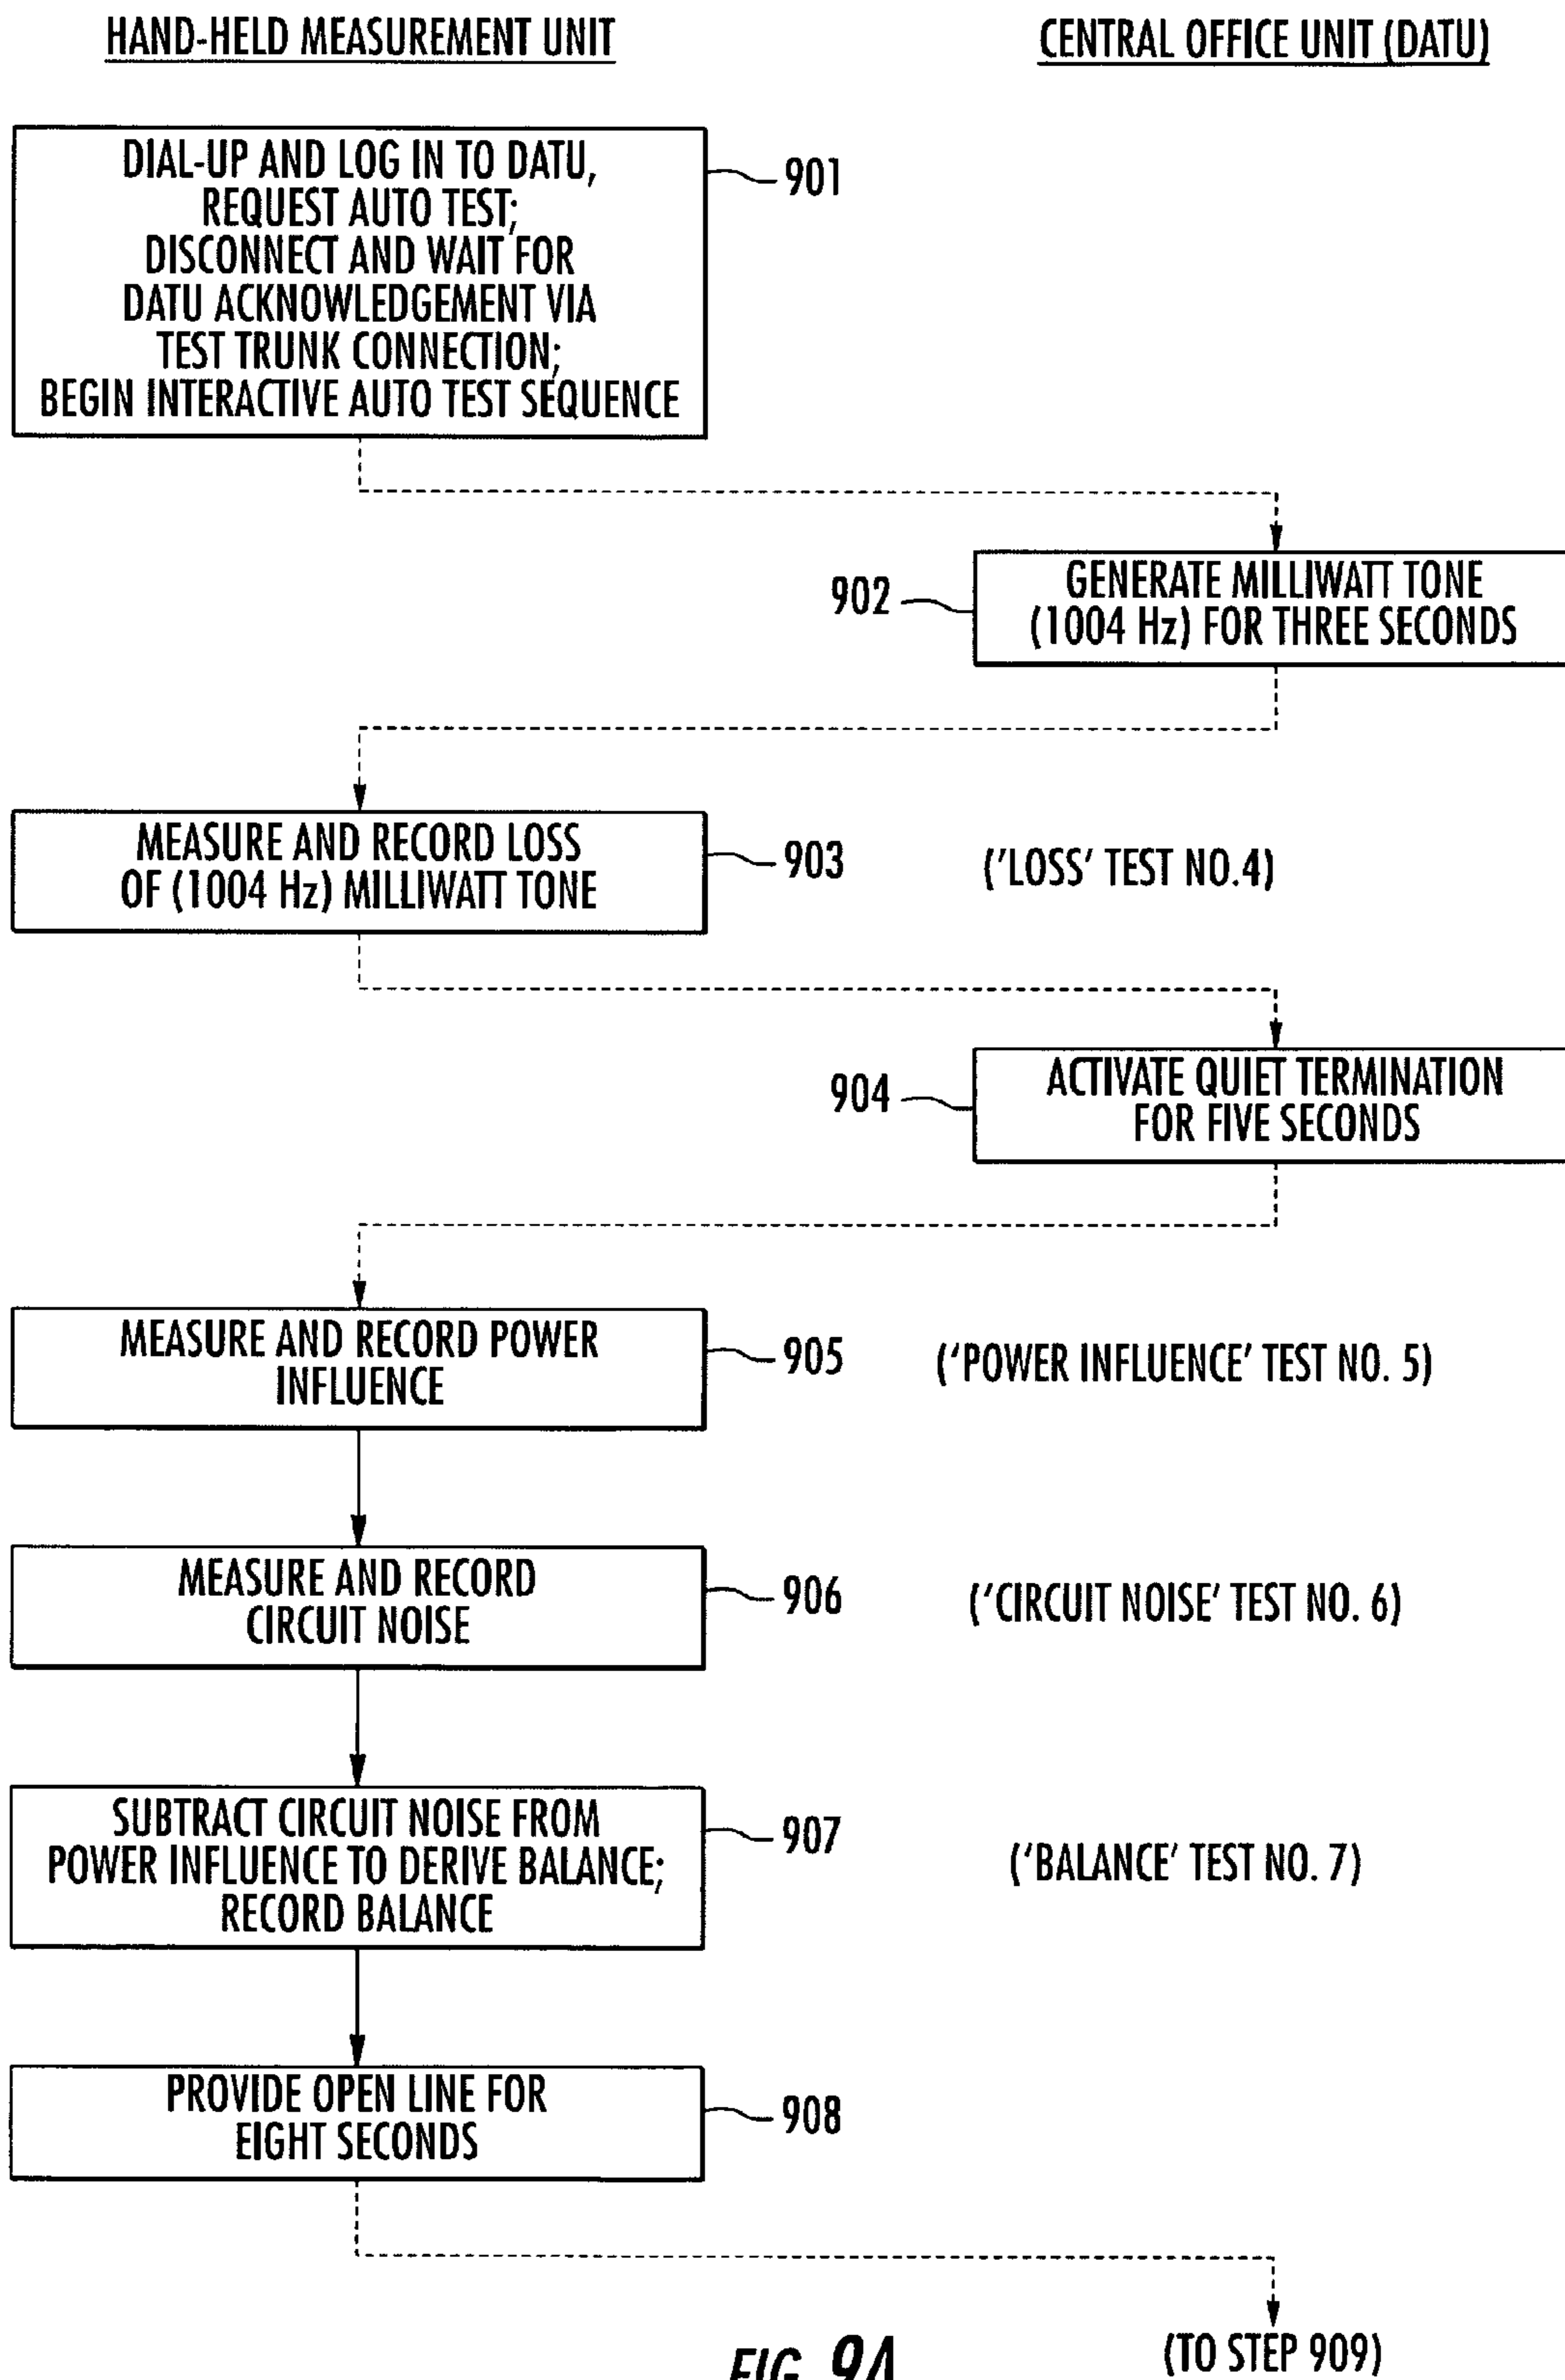 HAND-HELD MEASUREMENT UNIT
CENTRAL OFFICE UNIT (DATU)
DIAL-UP AND LOG IN TO DATU,
REQUEST AUTO TEST;
DISCONNECT AND WAIT FOR
DATU ACKNOWLEDGEMENT VIA
TEST TRUNK CONNECTION;
BEGIN INTERACTIVE AUTO TEST SEQUENCE
901
902
GENERATE MILLIWATT TONE
(1004 Hz) FOR THREE SECONDS
MEASURE AND RECORD LOSS
OF (1004 Hz) MILLIWATT TONE
903
('LOSS' TEST NO.4)
904
ACTIVATE QUIET TERMINATION
FOR FIVE SECONDS
MEASURE AND RECORD POWER
INFLUENCE
905
('POWER INFLUENCE' TEST NO. 5)
MEASURE AND RECORD
CIRCUIT NOISE
906
('CIRCUIT NOISE' TEST NO. 6)
SUBTRACT CIRCUIT NOISE FROM
POWER INFLUENCE TO DERIVE BALANCE;
RECORD BALANCE
907
('BALANCE' TEST NO. 7)
PROVIDE OPEN LINE FOR
EIGHT SECONDS
908
(TO STEP 909)
FIG. 9A